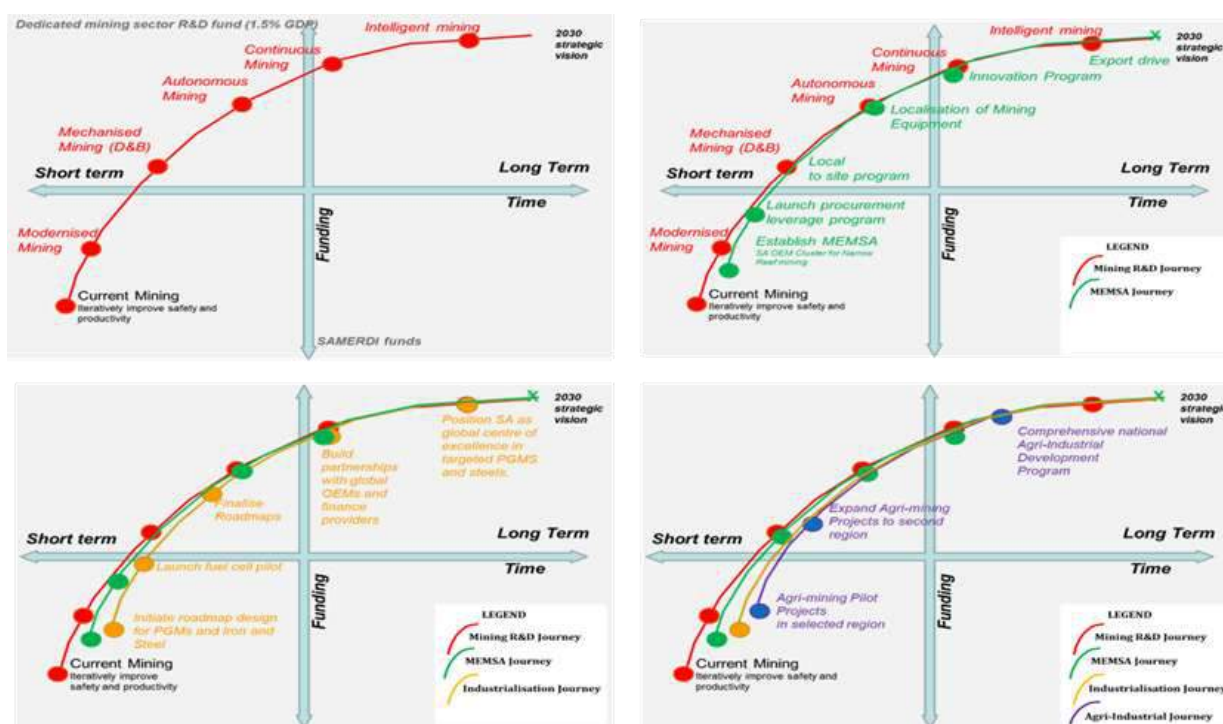 Dedicated mining sector R&D fund (1.5% GDP)
Intelligent mining
2030
strategic
vision
Continuous
Mining
Autonomous
Mining
Mechanised
Mining (D&B)
Short term
Long Term
Time
Funding
Modernised
Mining
Current Mining
Iteratively improve safety and
productivity
SAMERDI funds
Intelligent mining
2030
strategic
vision
Export drive
Continuous
Mining
Innovation Program
Autonomous
Mining
Localisation of Mining
Equipment
Mechanised
Mining (D&B)
Short term
Local
to site program
Long Term
Time
Launch procurement
leverage program
Funding
Modernised
Mining
Establish MEMSA
SA OEM Cluster for Narrow
Reef mining
Current Mining
Iteratively improve safety and
productivity
LEGEND
Mining R&D Journey
MEMSA Journey
2030
strategic
vision
Position SA as
global centre of
excellence in
targeted PGMS
and steels.
Build
partnerships
with global
OEMs and
finance
providers
Finalise
Roadmaps
Short term
Long Term
Time
Launch fuel cell pilot
Funding
Initiate roadmap design
for PGMs and Iron and
Steel
Current Mining
Iteratively improve
safety and productivity
LEGEND
Mining R&D Journey
MEMSA Journey
Industrialisation Journey
2030
strategic
vision
Comprehensive national
Agri-Industrial
Development
Program
Expand Agri-mining
Projects to second
region
Short term
Long Term
Time
Funding
Agri-mining Pilot
Projects
in selected region
Current Mining
Iteratively improve safety and
productivity
LEGEND
Mining R&D Journey
MEMSA Journey
Industrialisation Journey
Agri-Industrial Journey